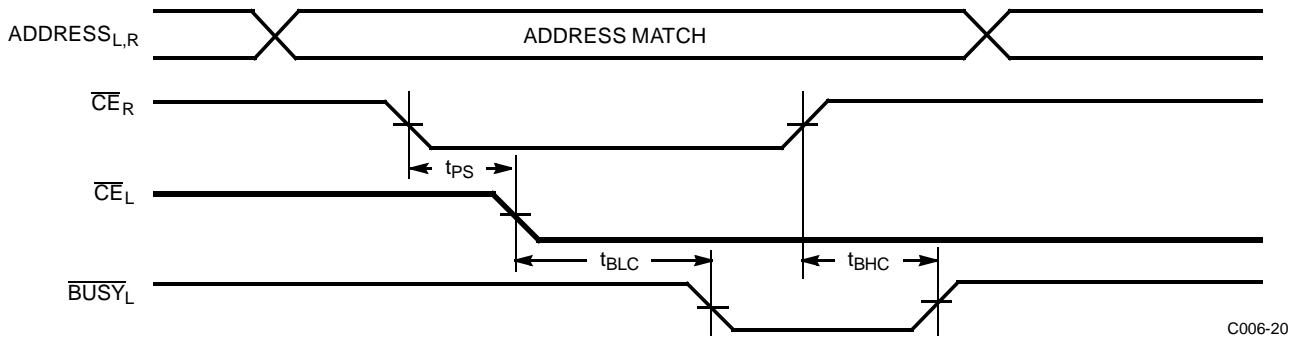 ADDRESSL,R ADDRESS MATCH
CER
tPS
CEL
tBLC tBHC
BUSYL
C006-20